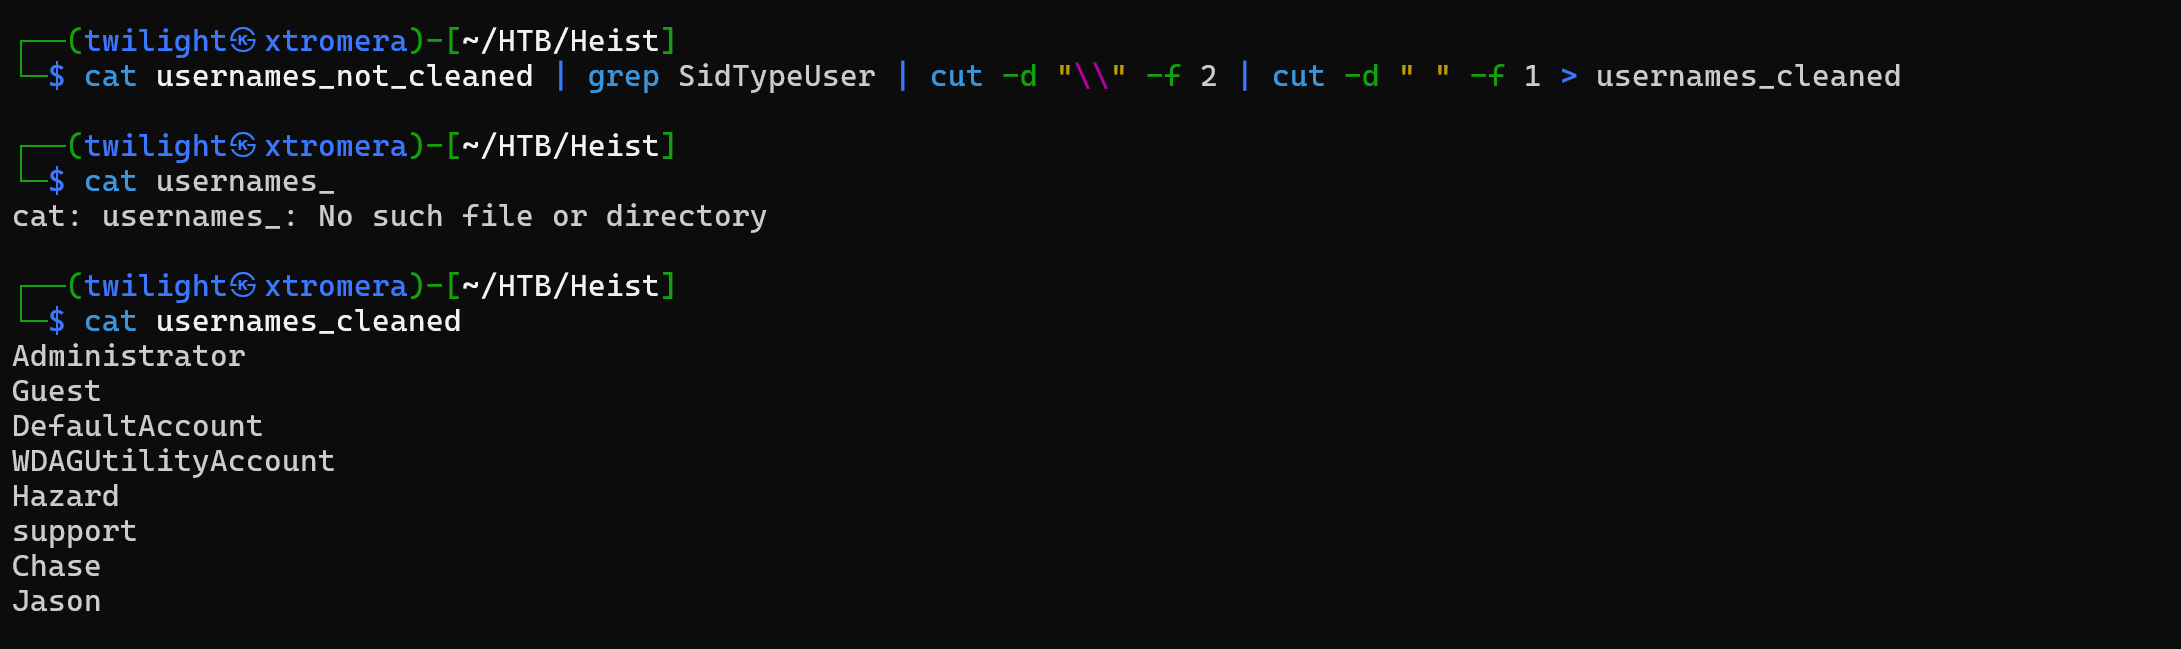 ┌──(twilight㉿xtromera)-[~/HTB/Heist]
└─$ cat usernames_not_cleaned | grep SidTypeUser | cut -d "\\" -f 2 | cut -d " " -f 1 > usernames_cleaned
┌──(twilight㉿xtromera)-[~/HTB/Heist]
└─$ cat usernames_
cat: usernames_: No such file or directory
┌──(twilight㉿xtromera)-[~/HTB/Heist]
└─$ cat usernames_cleaned
Administrator
Guest
DefaultAccount
WDAGUtilityAccount
Hazard
support
Chase
Jason